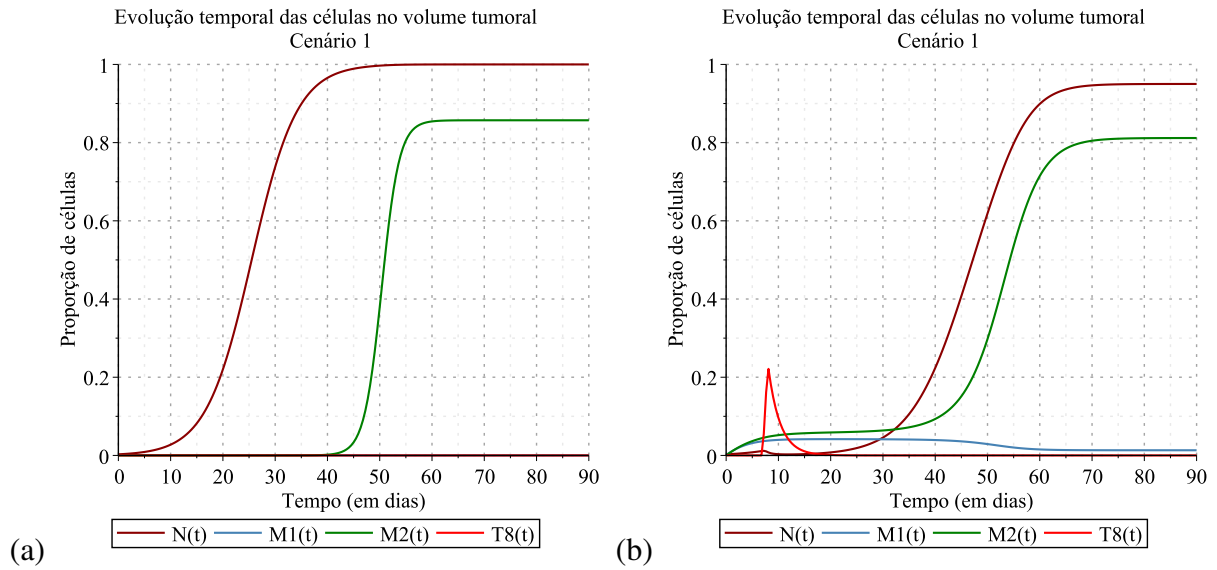 Evolução temporal das células no volume tumoral
Cenário 1
Proporção de células
1
0.8
0.6
0.4
0.2
0
0 10 20 30 40 50 60 70 80 90
Tempo (em dias)
N(t) M1(t) M2(t) T8(t)
(a)
Evolução temporal das células no volume tumoral
Cenário 1
Proporção de células
1
0.8
0.6
0.4
0.2
0
0 10 20 30 40 50 60 70 80 90
Tempo (em dias)
N(t) M1(t) M2(t) T8(t)
(b)